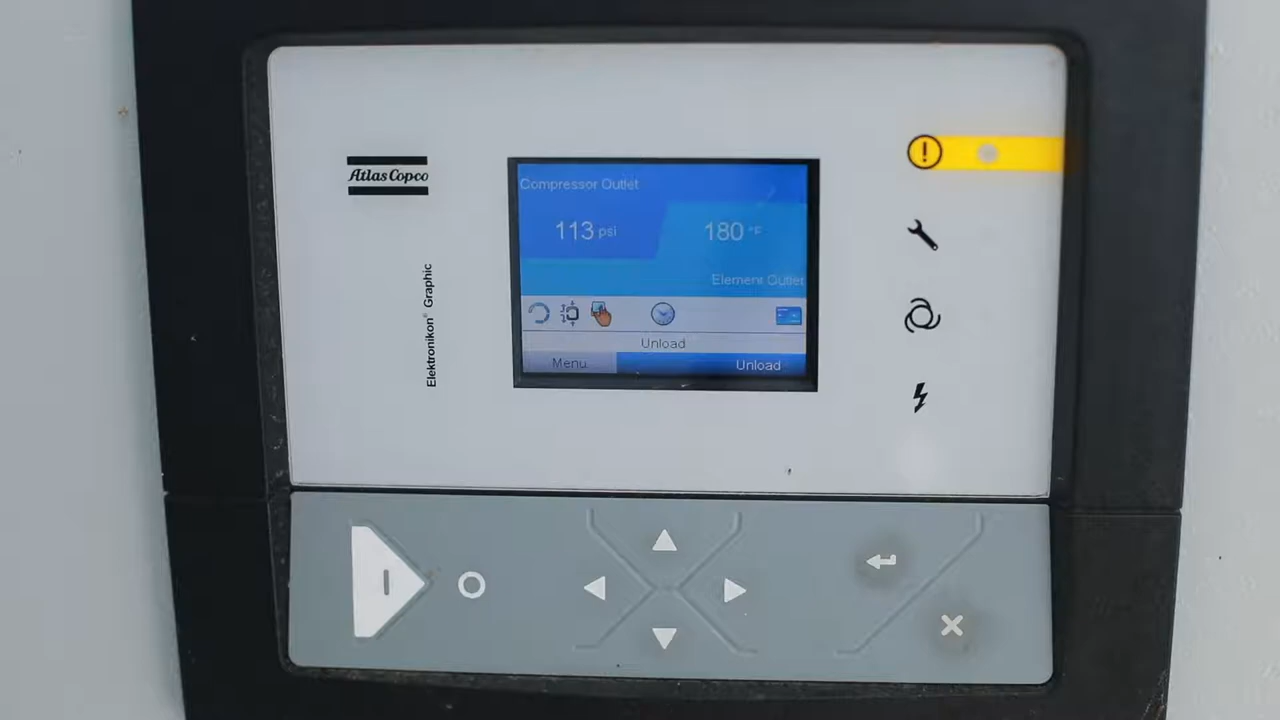 Atlas Copco
Elektronikon® Graphic
Compressor Outlet
113 psi
180 °F
Element Outlet
Unload
Menu
Unload